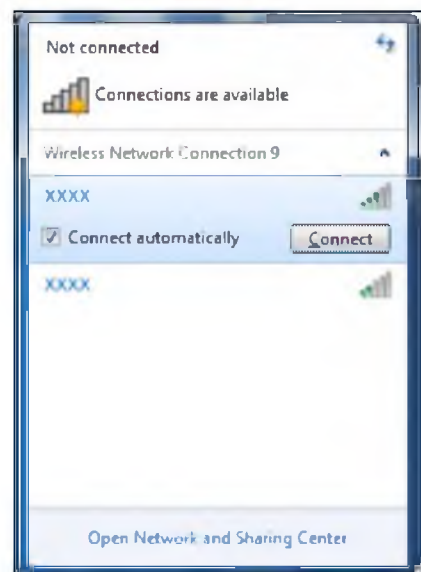 Not connected
Connections are available
Wireless Network Connection 9
XXXX
Connect automatically
Connect
XXXX
Open Network and Sharing Center